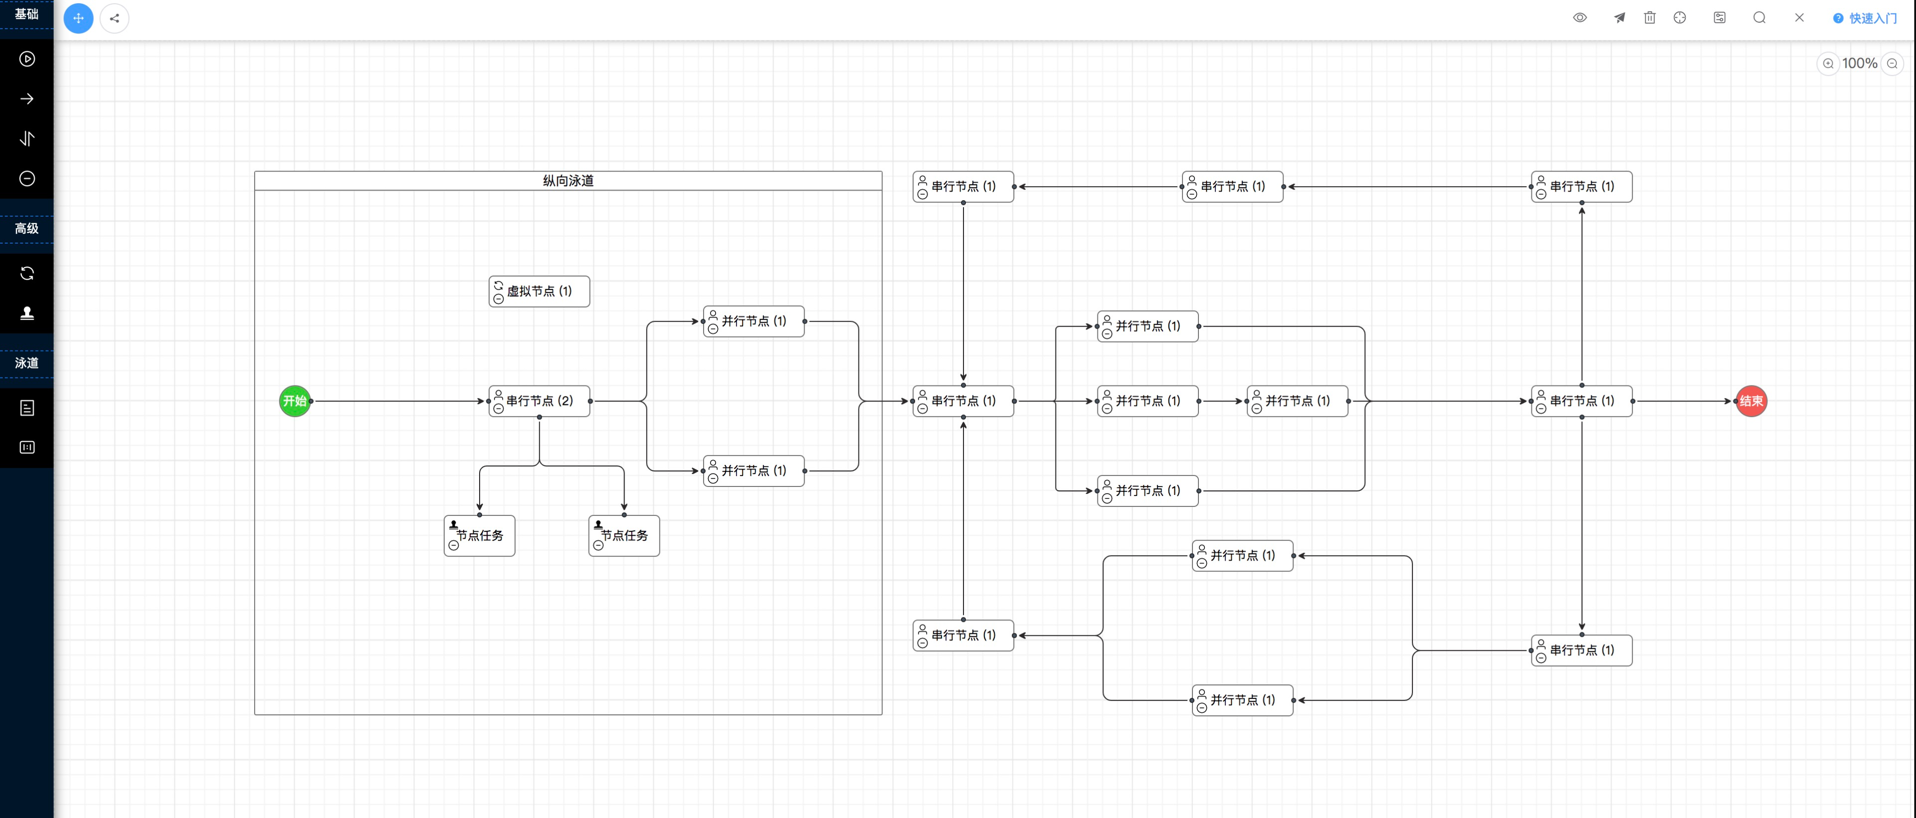 基础
高级
泳道
快速入门
100%
纵向泳道
串行节点 (1)
串行节点 (1)
串行节点 (1)
虚拟节点 (1)
并行节点 (1)
并行节点 (1)
开始
串行节点 (2)
串行节点 (1)
并行节点 (1)
并行节点 (1)
串行节点 (1)
结束
并行节点 (1)
并行节点 (1)
节点任务
节点任务
并行节点 (1)
串行节点 (1)
串行节点 (1)
并行节点 (1)